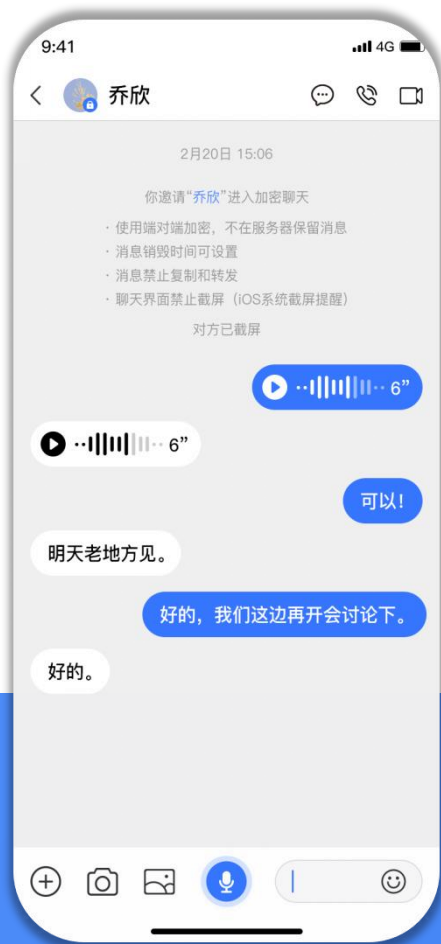 9:41
4G
乔欣
2月20日 15:06
你邀请“乔欣”进入加密聊天
· 使用端对端加密，不在服务器保留消息
· 消息销毁时间可设置
· 消息禁止复制和转发
· 聊天界面禁止截屏（iOS系统截屏提醒）
对方已截屏
6”
6”
可以！
明天老地方见。
好的，我们这边再开会讨论下。
好的。